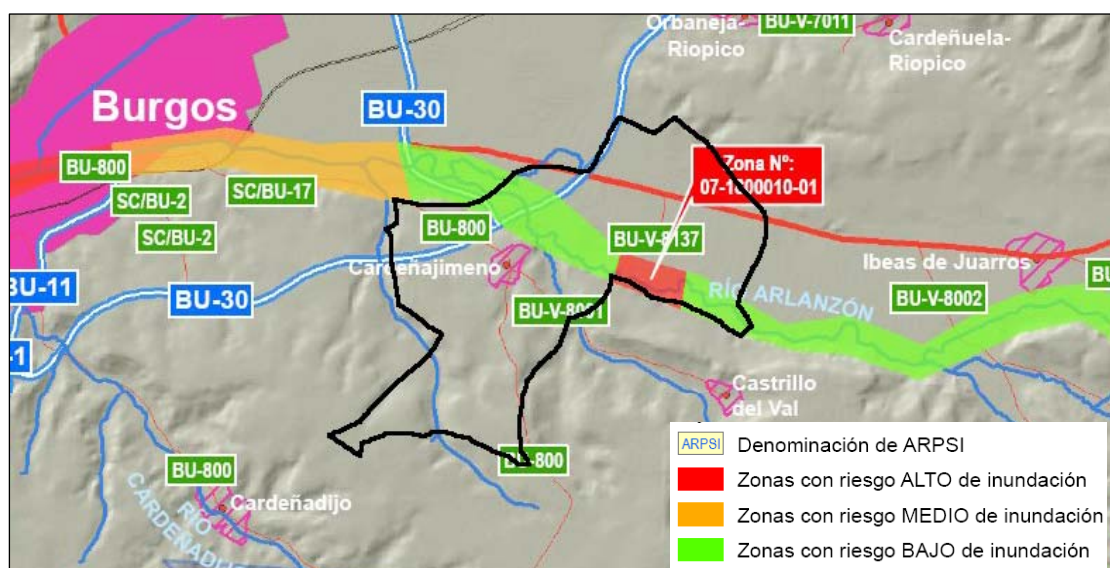 Orbaneja-
Riopico
BU-V-7011
Cardeñuela-
Riopico
Burgos
BU-30
BU-800
SC/BU-2
SC/BU-17
SC/BU-2
Zona Nº:
07-1600010-01
BU-800
BU-V-8137
Cardeñajimeno
Ibeas de Juarros
BU-11
BU-30
BU-V-8001
RÍO ARLANZÓN
BU-V-8002
Castrillo
del Val
BU-800
BU-800
Cardeñadijo
RÍO
ARPSI Denominación de ARPSI
Zonas con riesgo ALTO de inundación
Zonas con riesgo MEDIO de inundación
Zonas con riesgo BAJO de inundación